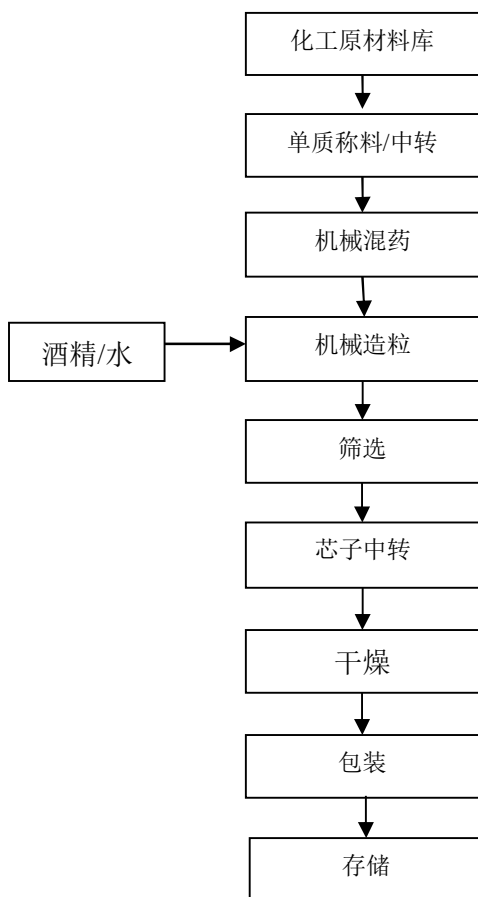 化工原材料库
单质称料/中转
机械混药
酒精/水
机械造粒
筛选
芯子中转
干燥
包装
存储